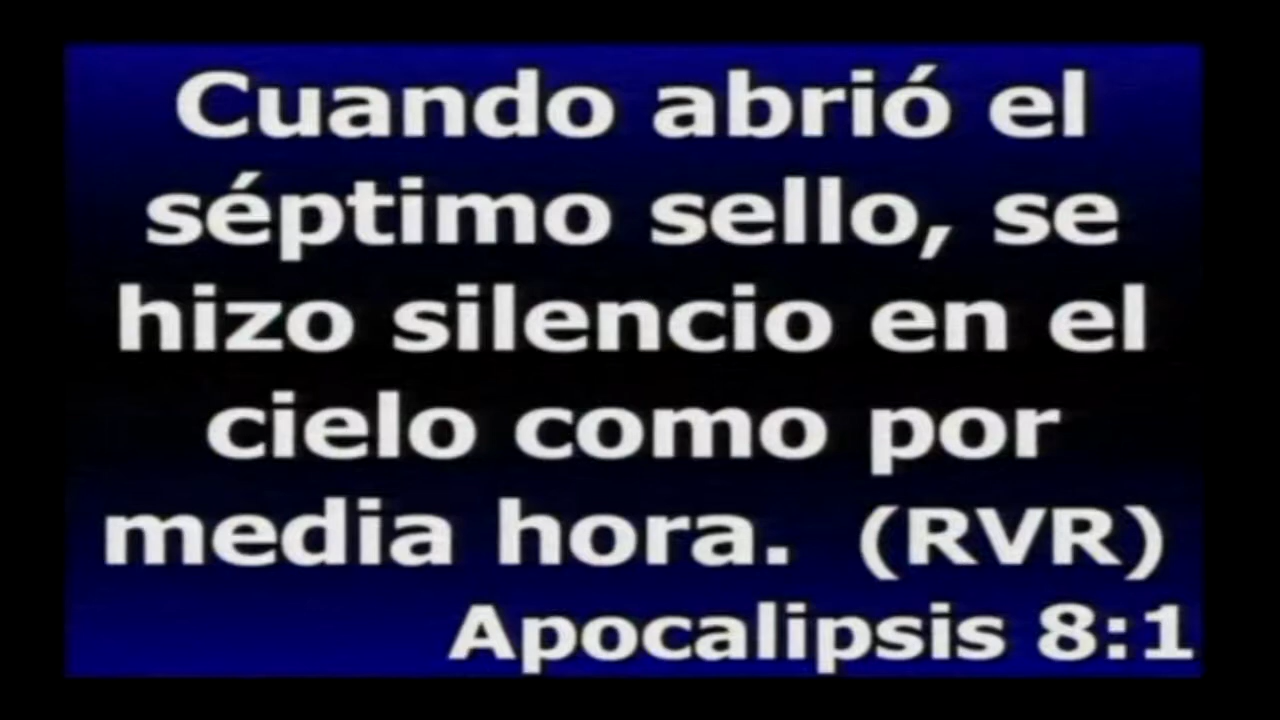 Cuando abrió el
séptimo sello, se
hizo silencio en el
cielo como por
media hora. (RVR)
Apocalipsis 8:1